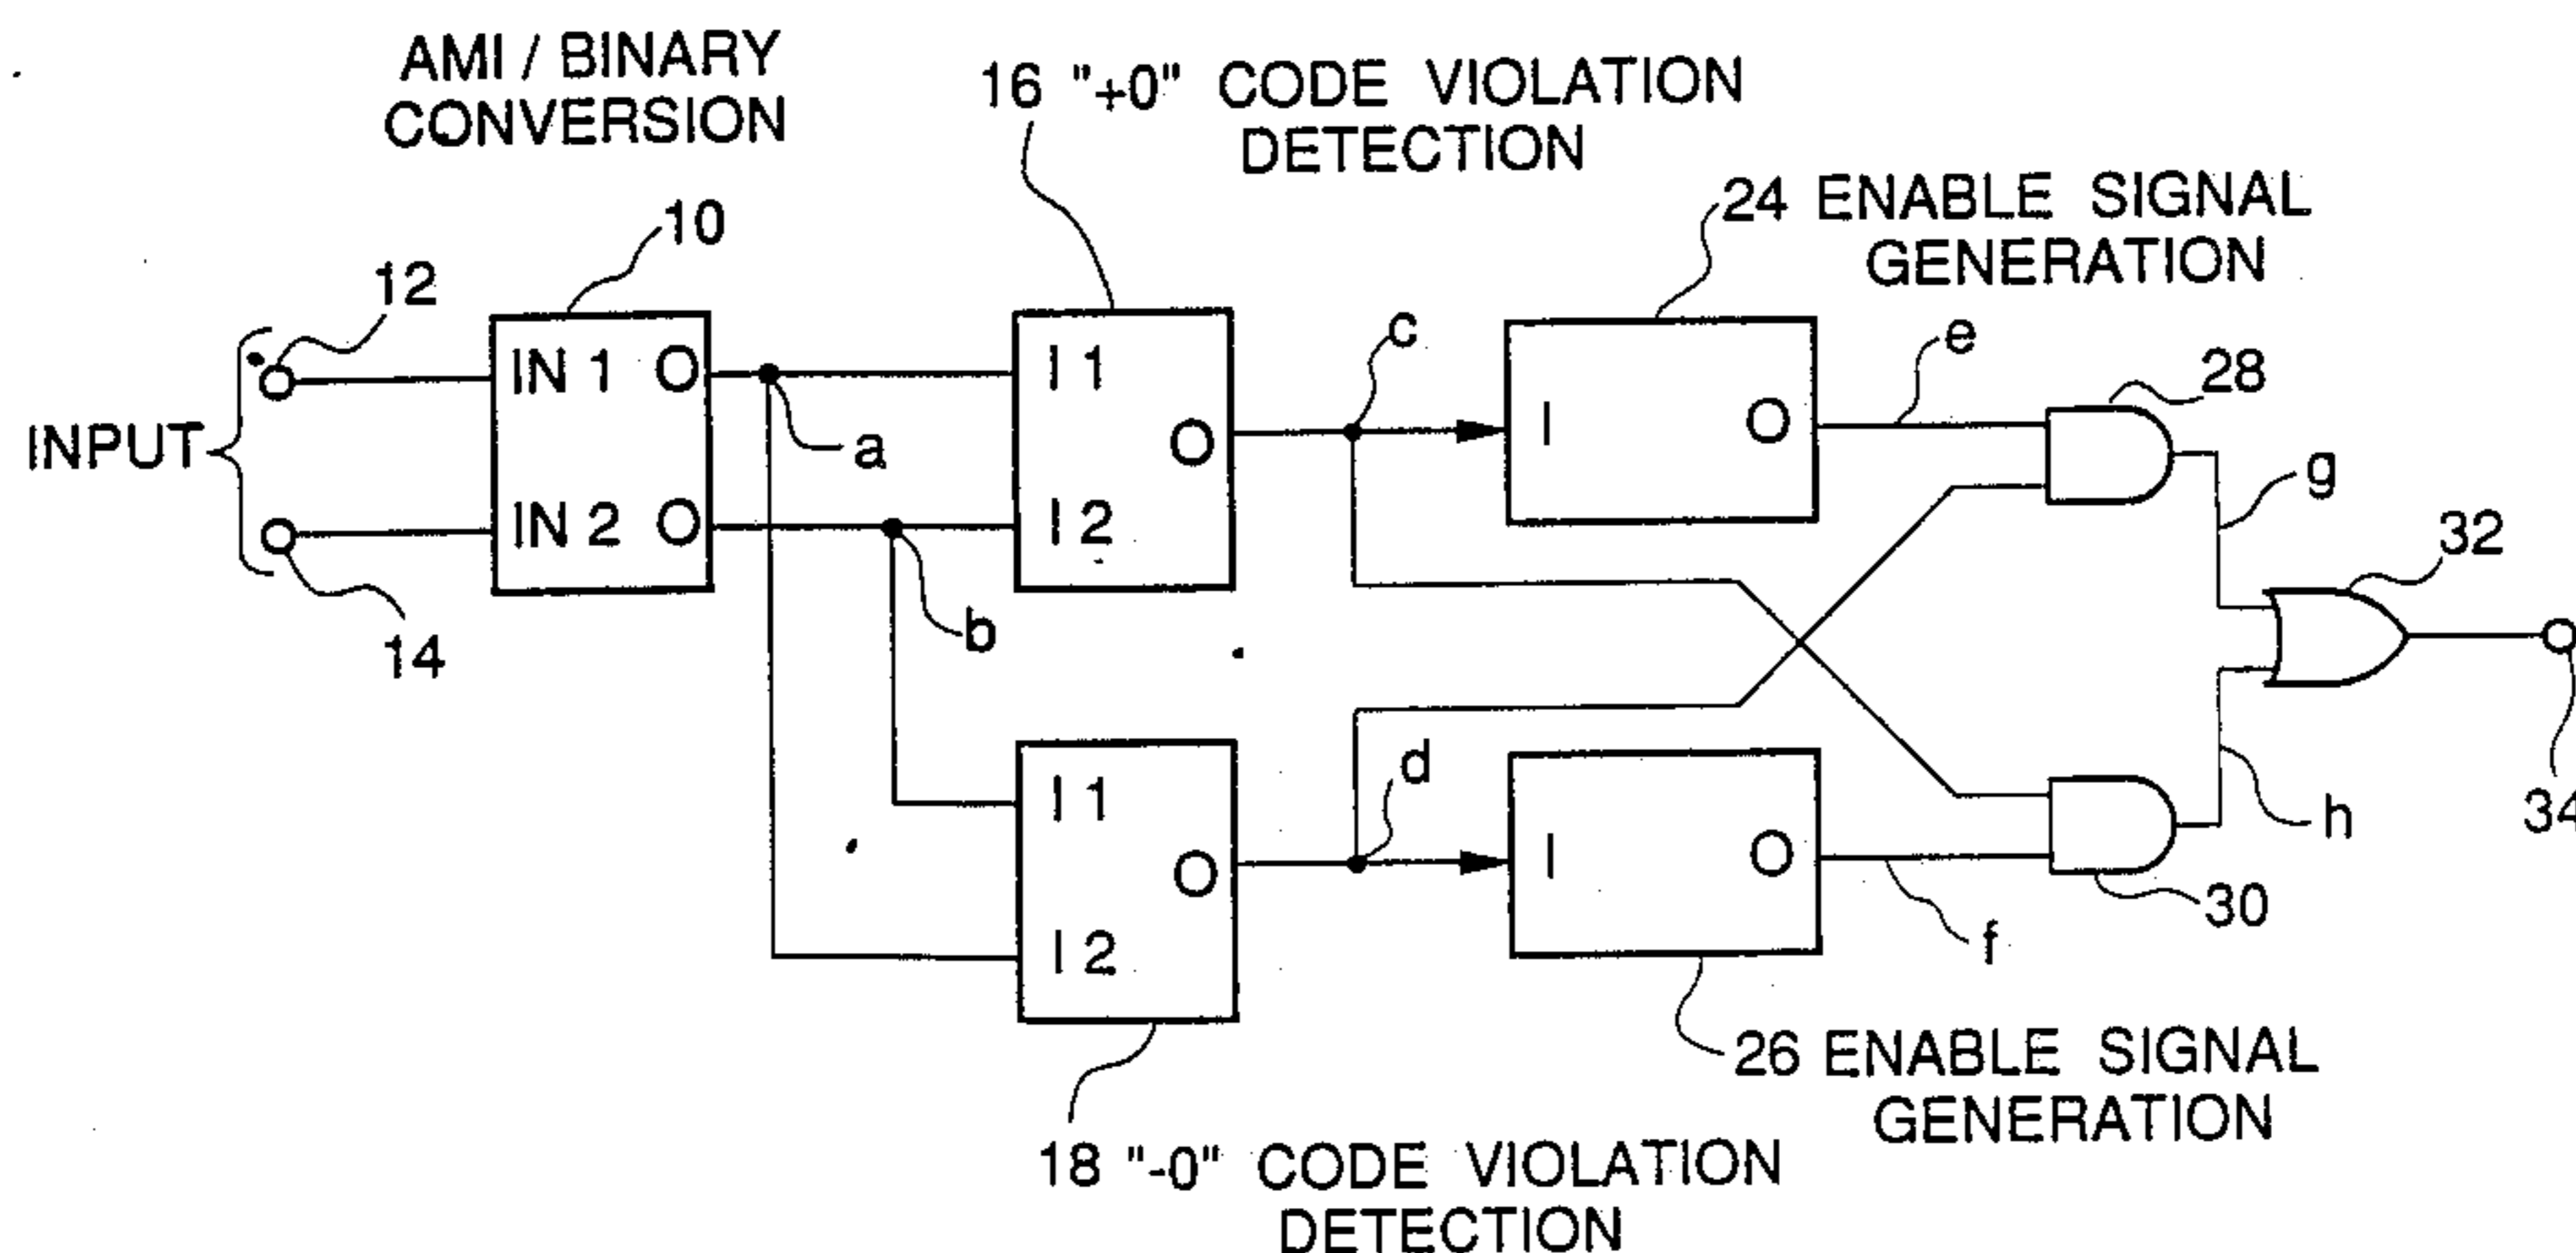 AMI / BINARY
CONVERSION
16 "+0" CODE VIOLATION
DETECTION
24 ENABLE SIGNAL
GENERATION
10
12
INPUT
14
IN 1 O
IN 2 O
a
b
I 1
I 2
O
c
I O
e
28
g
32
34
I 1
I 2
O
d
I O
f
30
h
26 ENABLE SIGNAL
GENERATION
18 "-0" CODE VIOLATION
DETECTION